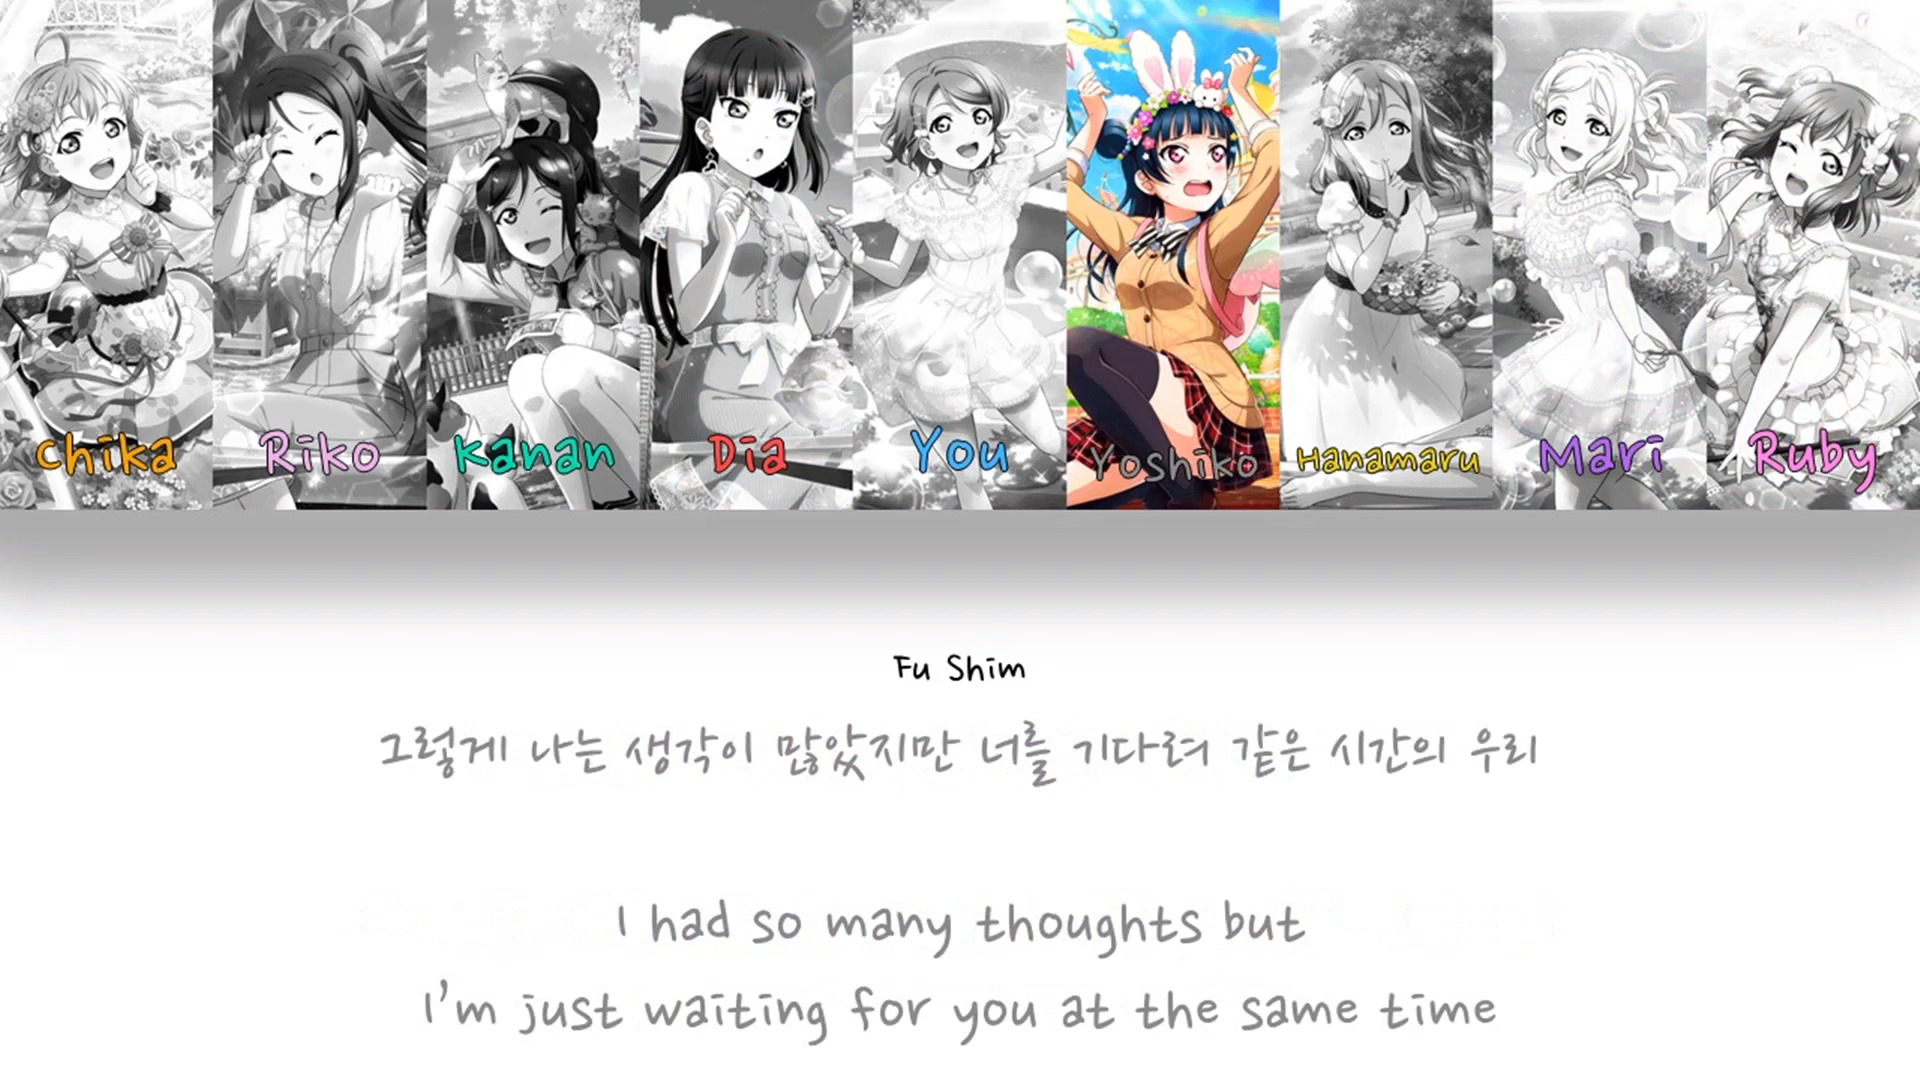 Chika
Riko
Kanan
Dia
You
Yoshiko
Hanamaru
Mari
Ruby
Fu Shim
그렇게 나는 생각이 많았지만 너를 기다려 같은 시간의 우리
I had so many thoughts but
I'm just waiting for you at the same time